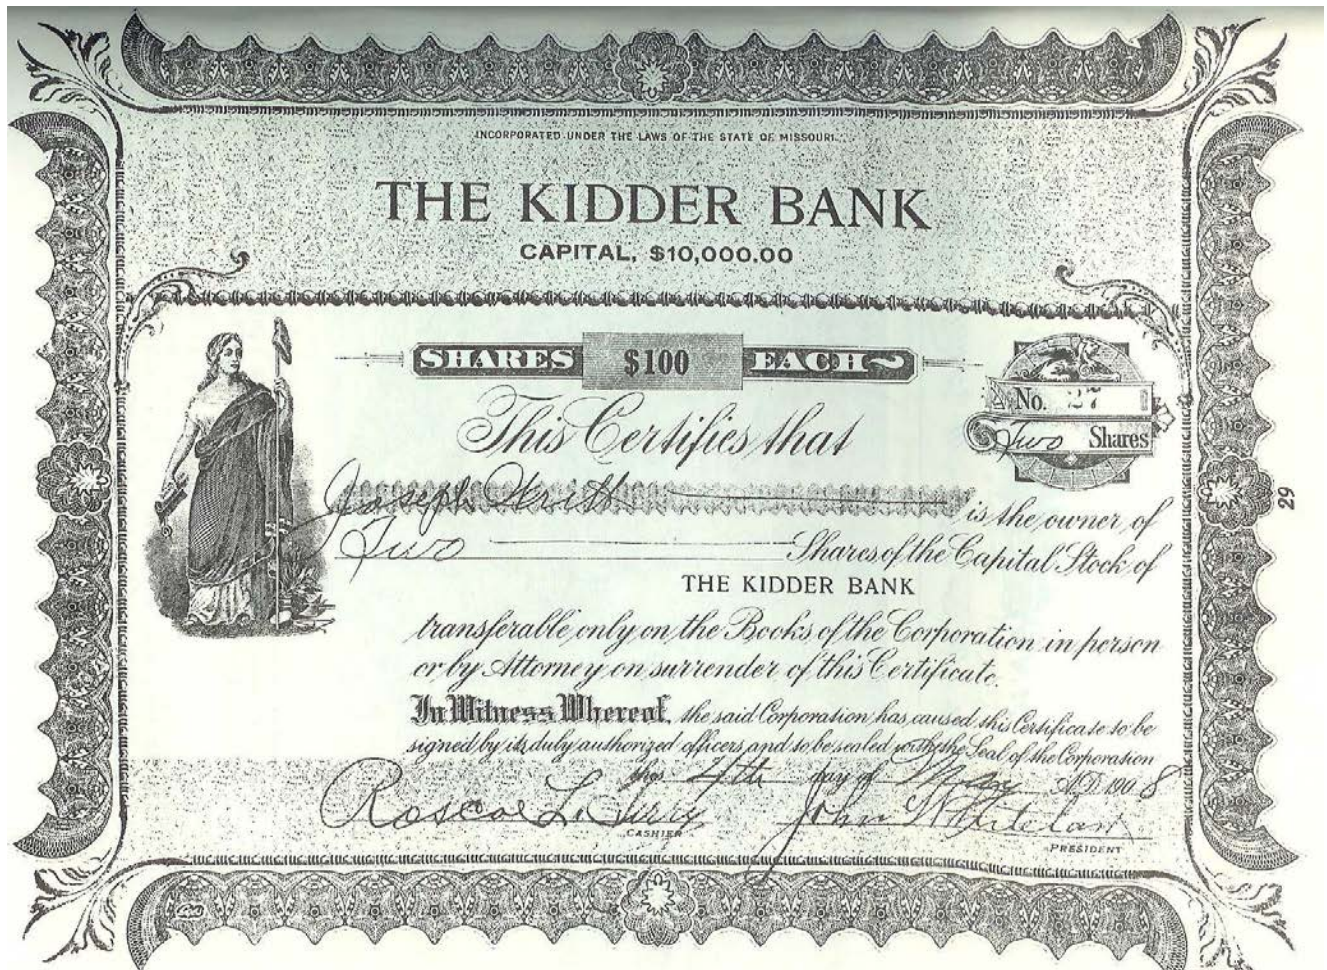 INCORPORATED UNDER THE LAWS OF THE STATE OF MISSOURI.
THE KIDDER BANK
CAPITAL, $10,000.00
SHARES $100 EACH
No. 27
Two Shares
This Certifies that
Joseph is the owner of
Two Shares of the Capital Stock of
THE KIDDER BANK
transferable only on the Books of the Corporation in person
or by Attorney on surrender of this Certificate.
In Witness Whereof, the said Corporation has caused this Certificate to be
signed by its duly authorized officers and to be sealed with the Seal of the Corporation
this 4th day of May A.D. 1908
Roscoe L. John Whitelaw
CASHIER
PRESIDENT
29